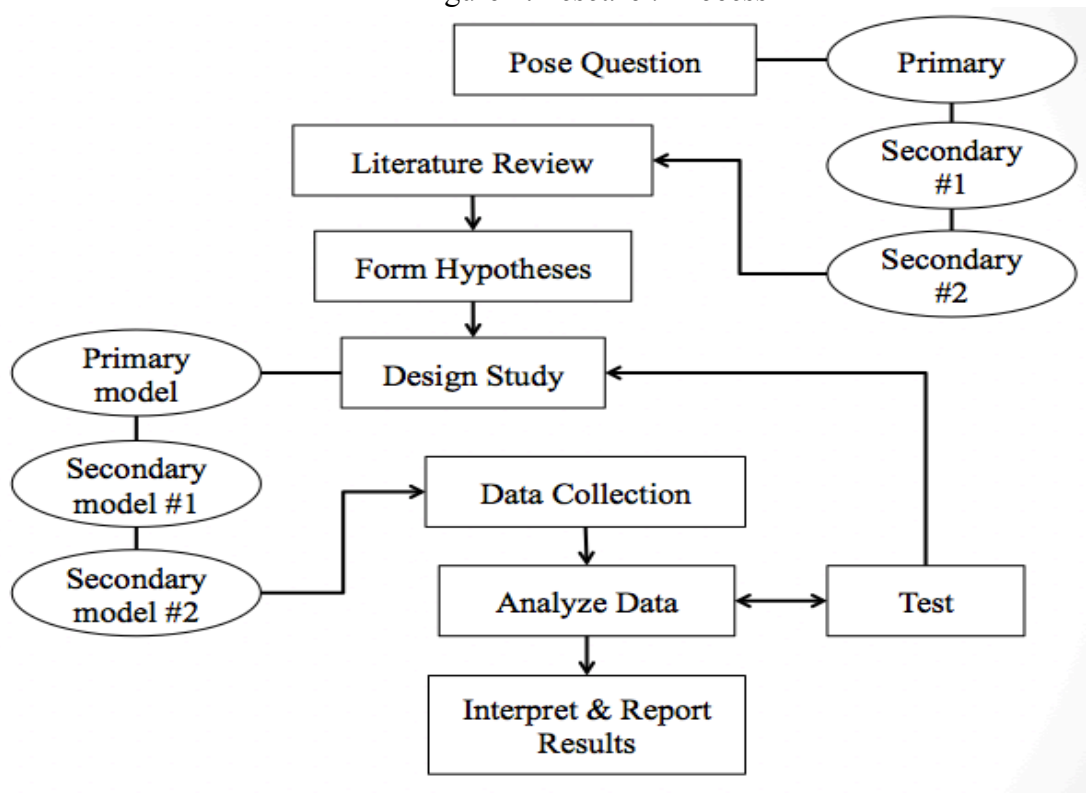 Pose Question
Primary
Literature Review
Secondary
#1
Form Hypotheses
Secondary
#2
Primary
model
Design Study
Secondary
model #1
Data Collection
Secondary
model #2
Analyze Data
Test
Interpret & Report
Results